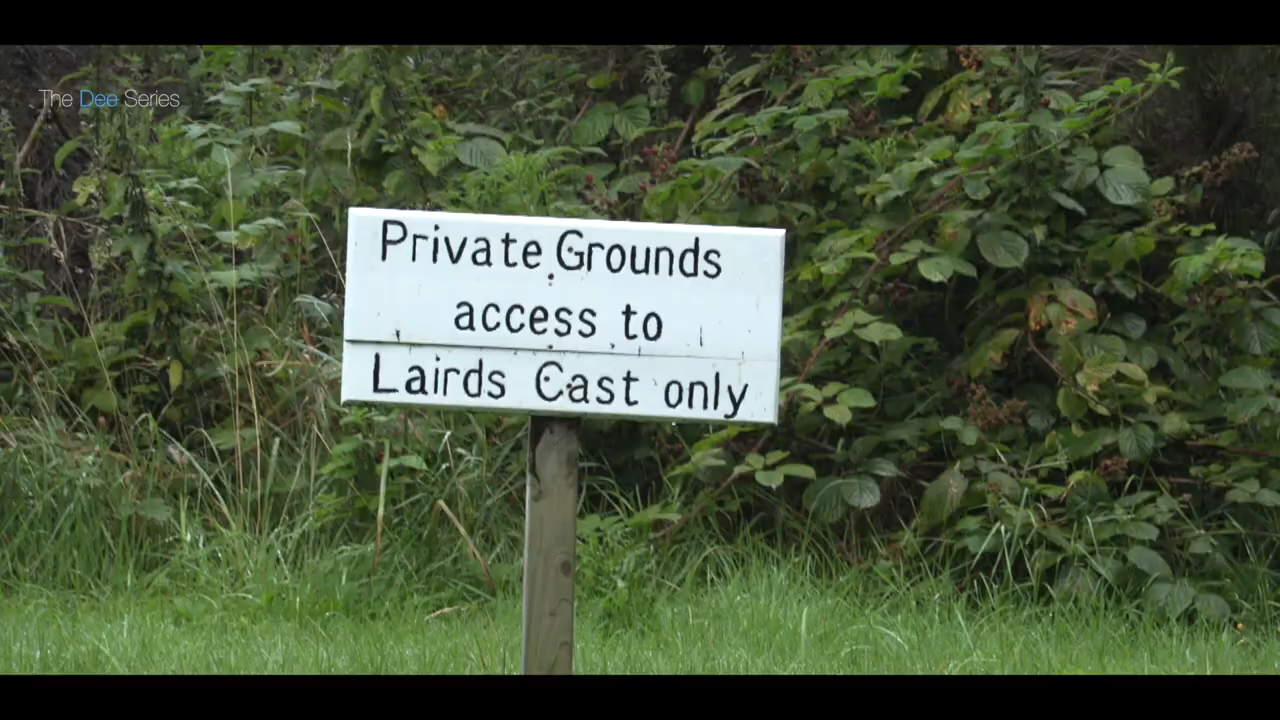 The Dee Series
Private Grounds
access to
Lairds Cast only